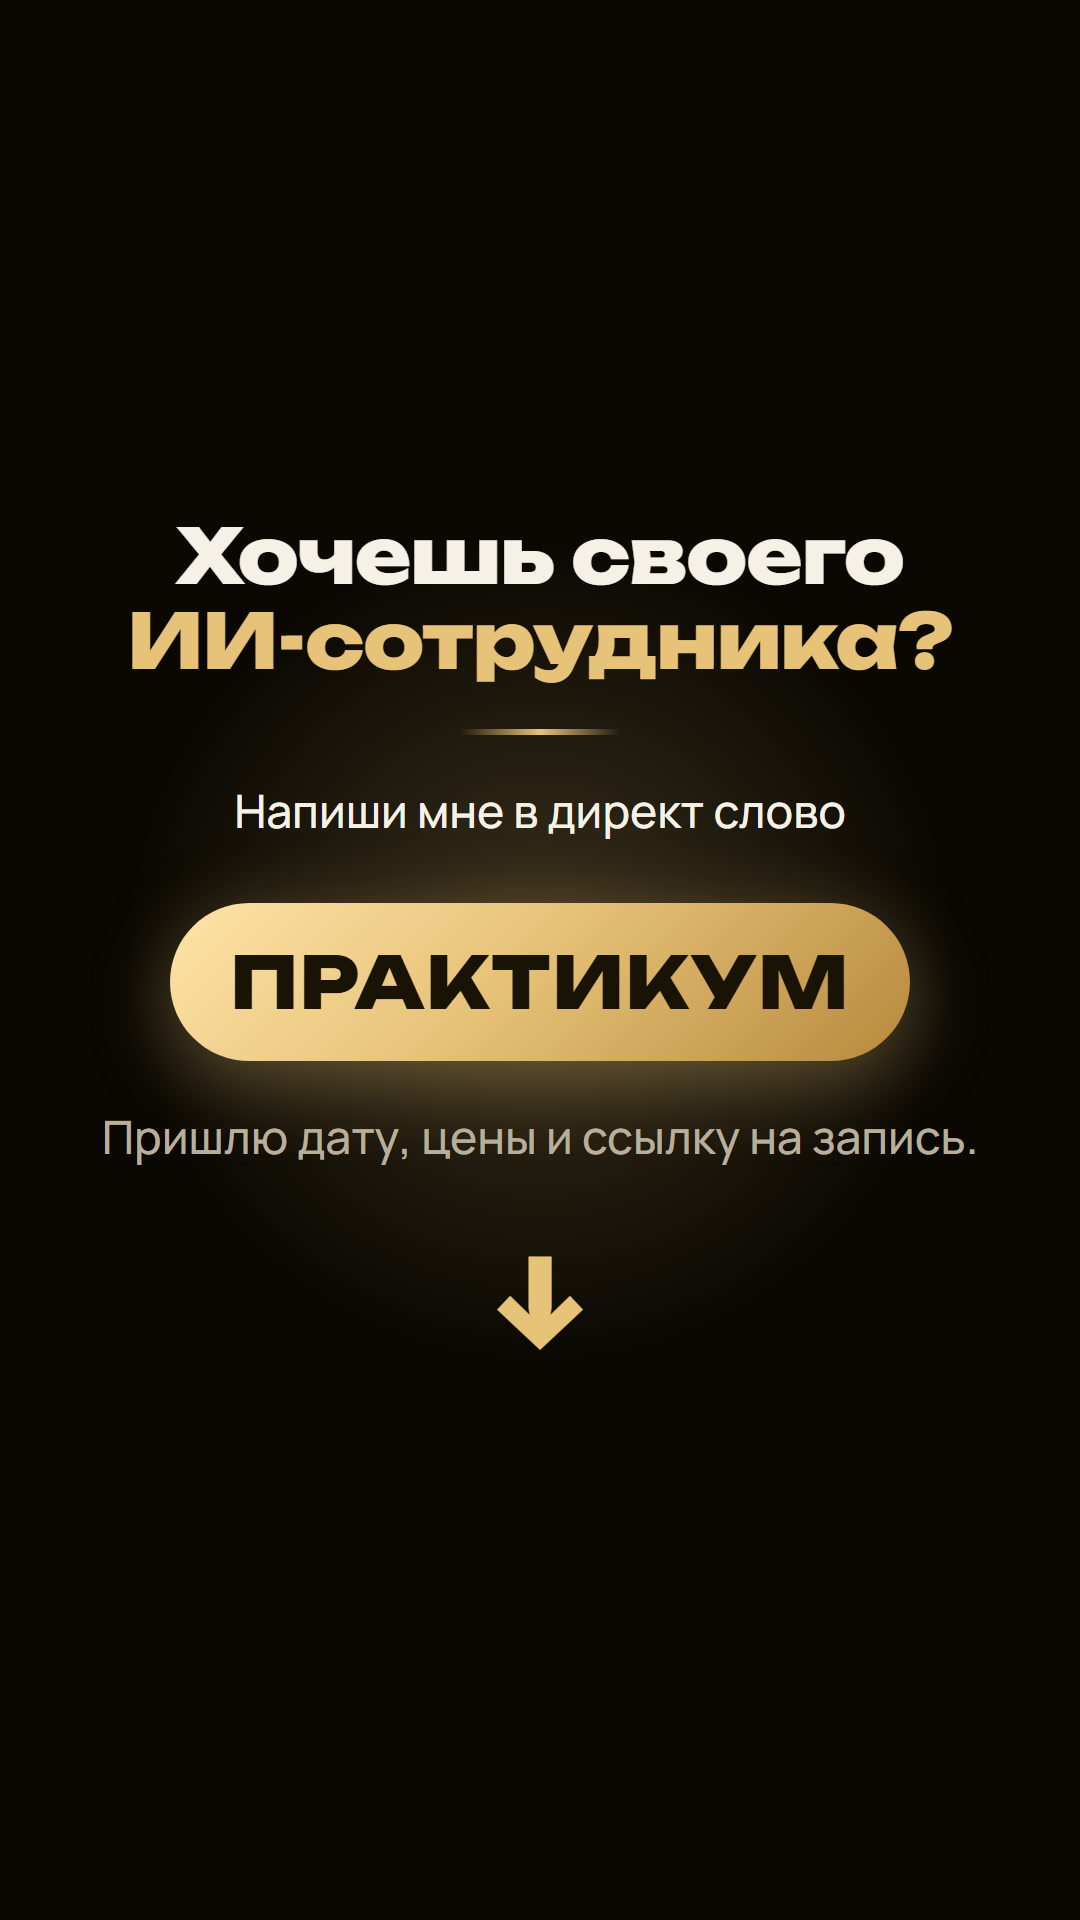 Хочешь своего
ИИ-сотрудника?
Напиши мне в директ слово
ПРАКТИКУМ
Пришлю дату, цены и ссылку на запись.